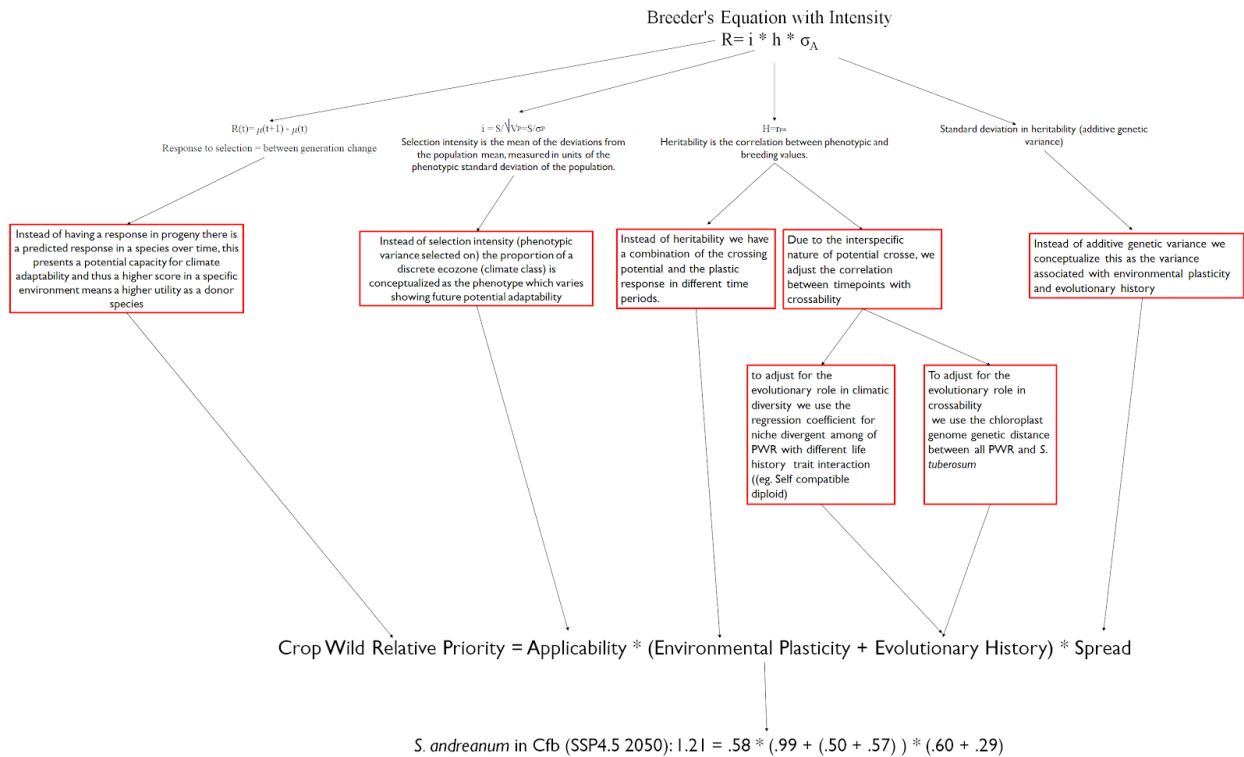 Breeder's Equation with Intensity
R= i * h * σA
R(t)= μ(t+1) - μ(t)
Response to selection = between generation change
i = S/√VP=S/σP
Selection intensity is the mean of the deviations from
the population mean, measured in units of the
phenotypic standard deviation of the population.
Heritability is the correlation between phenotypic and
breeding values.
Standard deviation in heritability (additive genetic
variance)
Instead of having a response in progeny there is
a predicted response in a species over time, this
presents a potential capacity for climate
adaptability and thus a higher score in a specific
environment means a higher utility as a donor
species
Instead of selection intensity (phenotypic
variance selected on) the proportion of a
discrete ecozone (climate class) is
conceptualized as the phenotype which varies
showing future potential adaptability
Instead of heritability we have
a combination of the crossing
potential and the plastic
response in different time
periods.
Due to the interspecific
nature of potential crosse, we
adjust the correlation
between timepoints with
crossability
Instead of additive genetic variance we
conceptualize this as the variance
associated with environmental plasticity
and evolutionary history
to adjust for the
evolutionary role in climatic
diversity we use the
regression coefficient for
niche divergent among of
PWR with different life
history trait interaction
((eg. Self compatible
diploid)
To adjust for the
evolutionary role in
crossability
we use the chloroplast
genome genetic distance
between all PWR and S.
tuberosum
Crop Wild Relative Priority = Applicability * (Environmental Plasticity + Evolutionary History) * Spread
S. andreanum in Cfb (SSP4.5 2050): 1.21 = .58 * (.99 + (.50 + .57) ) * (.60 + .29)